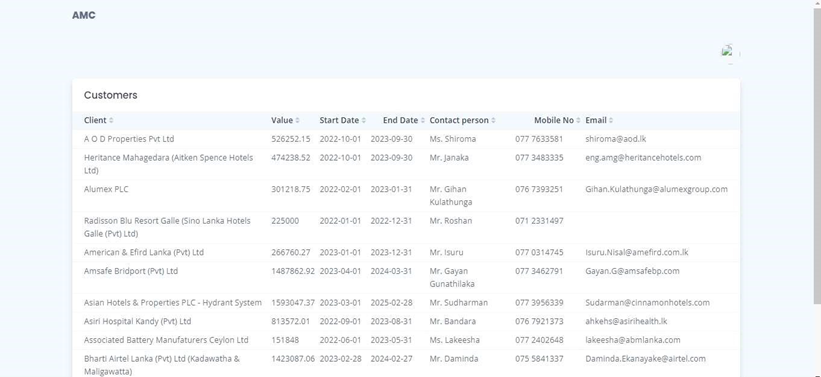 AMC
Customers
Client Value Start Date End Date Contact person Mobile No Email
A O D Properties Pvt Ltd 526252.15 2022-10-01 2023-09-30 Ms. Shiroma 077 7633581 shiroma@aod.lk
Heritance Mahagedara (Aitken Spence Hotels 474238.52 2022-10-01 2023-09-30 Mr. Janaka 077 3483335 eng.amg@heritancehotels.com
Ltd)
Alumex PLC 301218.75 2022-02-01 2023-01-31 Mr. Gihan 076 7393251 Gihan.Kulathunga@alumexgroup.com
Kulathunga
Radisson Blu Resort Galle (Sino Lanka Hotels 225000 2022-01-01 2022-12-31 Mr. Roshan 071 2331497
Galle (Pvt) Ltd)
American & Efird Lanka (Pvt) Ltd 266760.27 2023-01-01 2023-12-31 Mr. Isuru 077 0314745 Isuru.Nisal@amefird.com.lk
Amsafe Bridport (Pvt) Ltd 1487862.92 2023-04-01 2024-03-31 Mr. Gayan 077 3462791 Gayan.G@amsafebp.com
Gunathilaka
Asian Hotels & Properties PLC - Hydrant System 1593047.37 2023-03-01 2025-02-28 Mr. Sudharman 077 3956339 Sudarman@cinnamonhotels.com
Asiri Hospital Kandy (Pvt) Ltd 813572.01 2022-09-01 2023-08-31 Mr. Bandara 076 7921373 ahkehs@asirihealth.lk
Associated Battery Manufaturers Ceylon Ltd 151848 2022-06-01 2023-05-31 Ms. Lakeesha 077 2402648 lakeesha@abmlanka.com
Bharti Airtel Lanka (Pvt) Ltd (Kadawatha & 1423087.06 2023-02-28 2024-02-27 Mr. Daminda 075 5841337 Daminda.Ekanayake@airtel.com
Maligawatta)